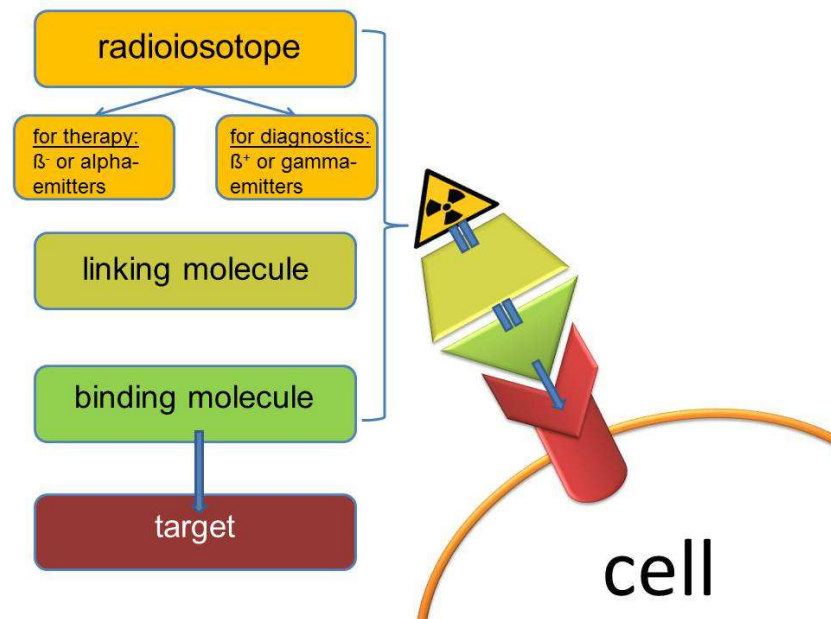 radioiosotope
for therapy:
ß⁻ or alpha-
emitters
for diagnostics:
ß⁺ or gamma-
emitters
linking molecule
binding molecule
target
cell